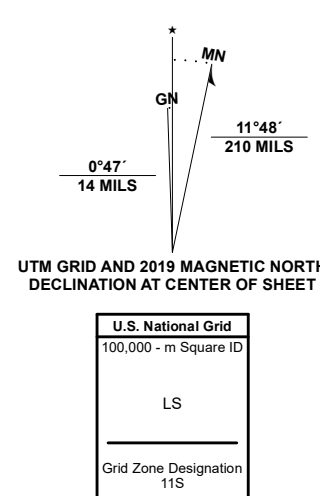 ★
MN
GN
11°48´
210 MILS
0°47´
14 MILS
UTM GRID AND 2019 MAGNETIC NORTH
DECLINATION AT CENTER OF SHEET
U.S. National Grid
100,000 - m Square ID
LS
Grid Zone Designation
11S